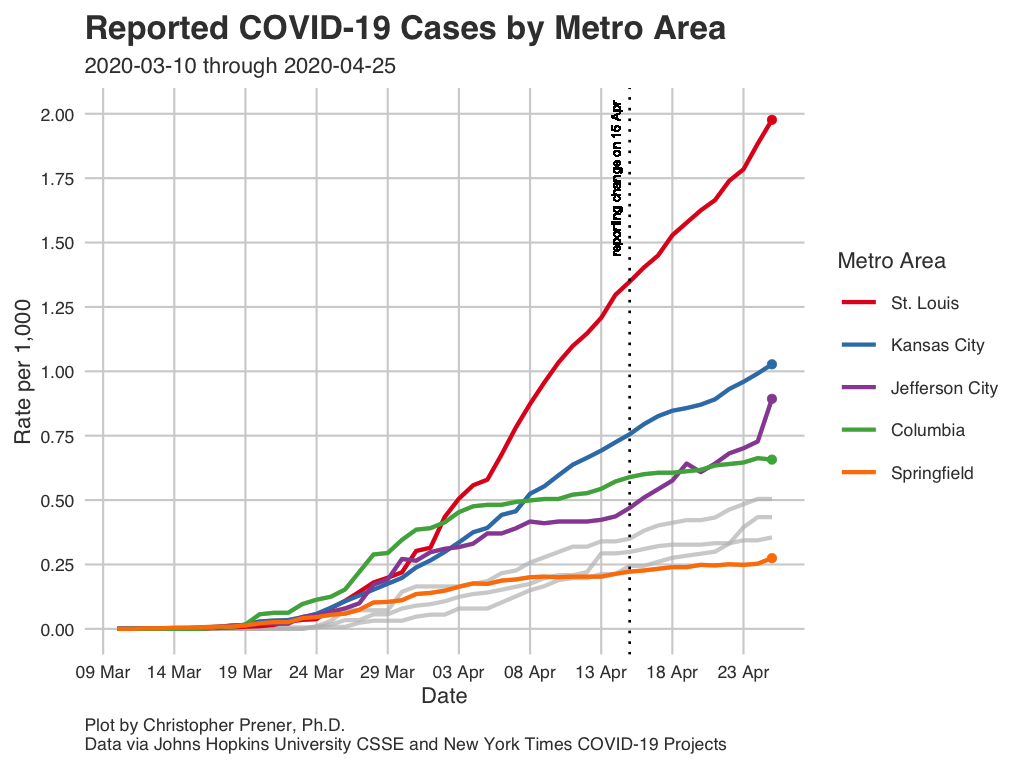 Reported COVID-19 Cases by Metro Area
2020-03-10 through 2020-04-25
2.00
1.75
1.50
1.25
1.00
0.75
0.50
0.25
0.00
Rate per 1,000
reporting change on 15 Apr
09 Mar 14 Mar 19 Mar 24 Mar 29 Mar 03 Apr 08 Apr 13 Apr 18 Apr 23 Apr
Date
Metro Area
St. Louis
Kansas City
Jefferson City
Columbia
Springfield
Plot by Christopher Prener, Ph.D.
Data via Johns Hopkins University CSSE and New York Times COVID-19 Projects